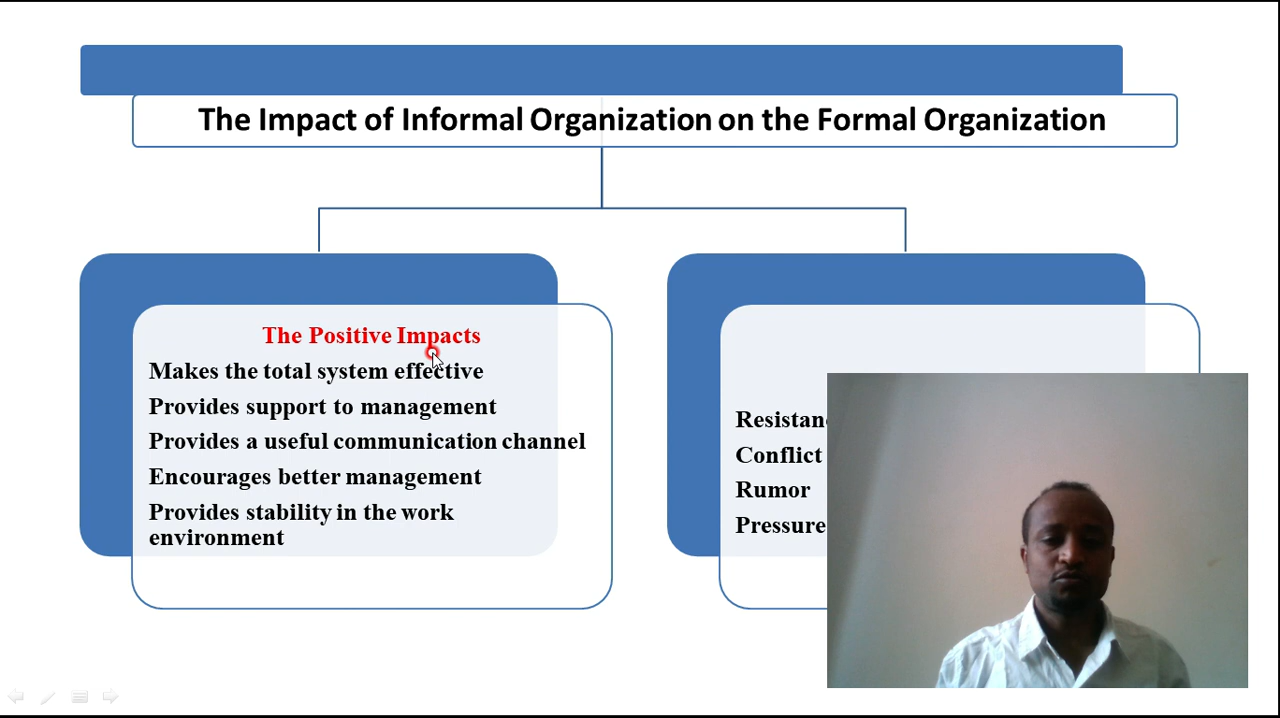 The Impact of Informal Organization on the Formal Organization
The Positive Impacts
Makes the total system effective
Provides support to management
Provides a useful communication channel
Encourages better management
Provides stability in the work
environment
Conflict
Rumor
Pressure